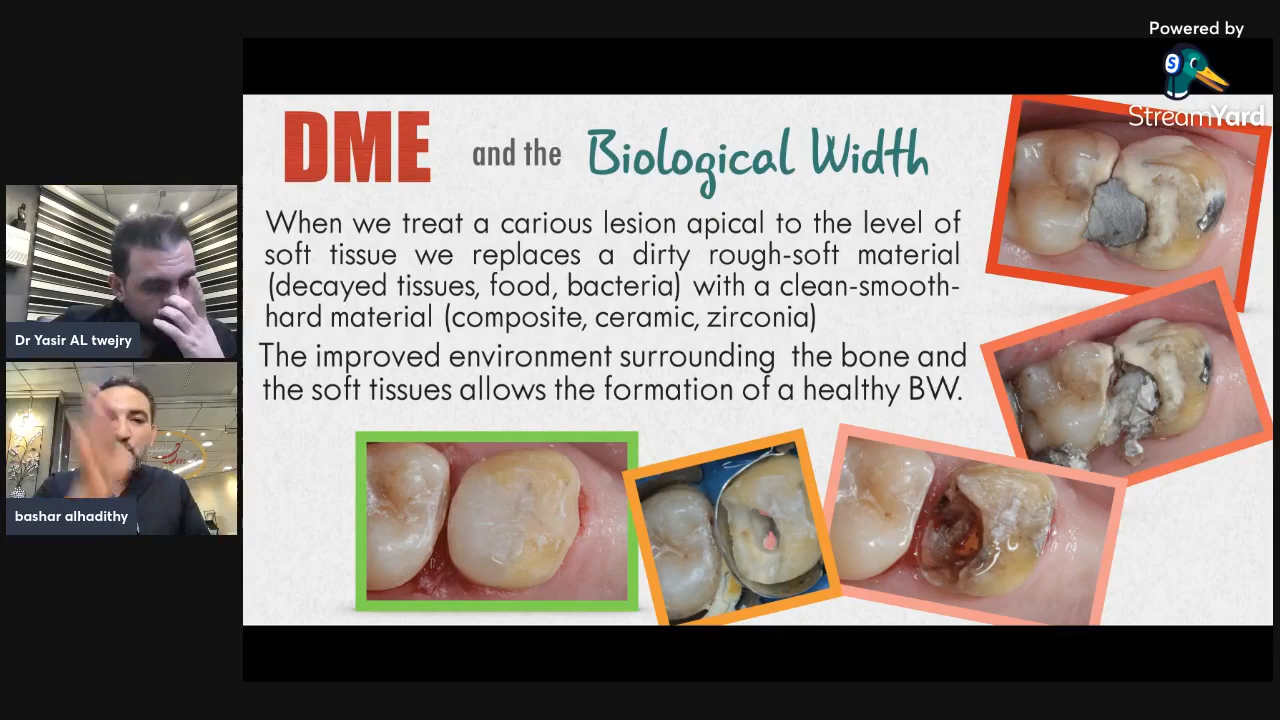 Powered by
StreamYard
DME and the Biological Width
When we treat a carious lesion apical to the level of
soft tissue we replaces a dirty rough-soft material
(decayed tissues, food, bacteria) with a clean-smooth-
hard material (composite, ceramic, zirconia)
The improved environment surrounding the bone and
the soft tissues allows the formation of a healthy BW.
Dr Yasir AL twejry
bashar alhadithy